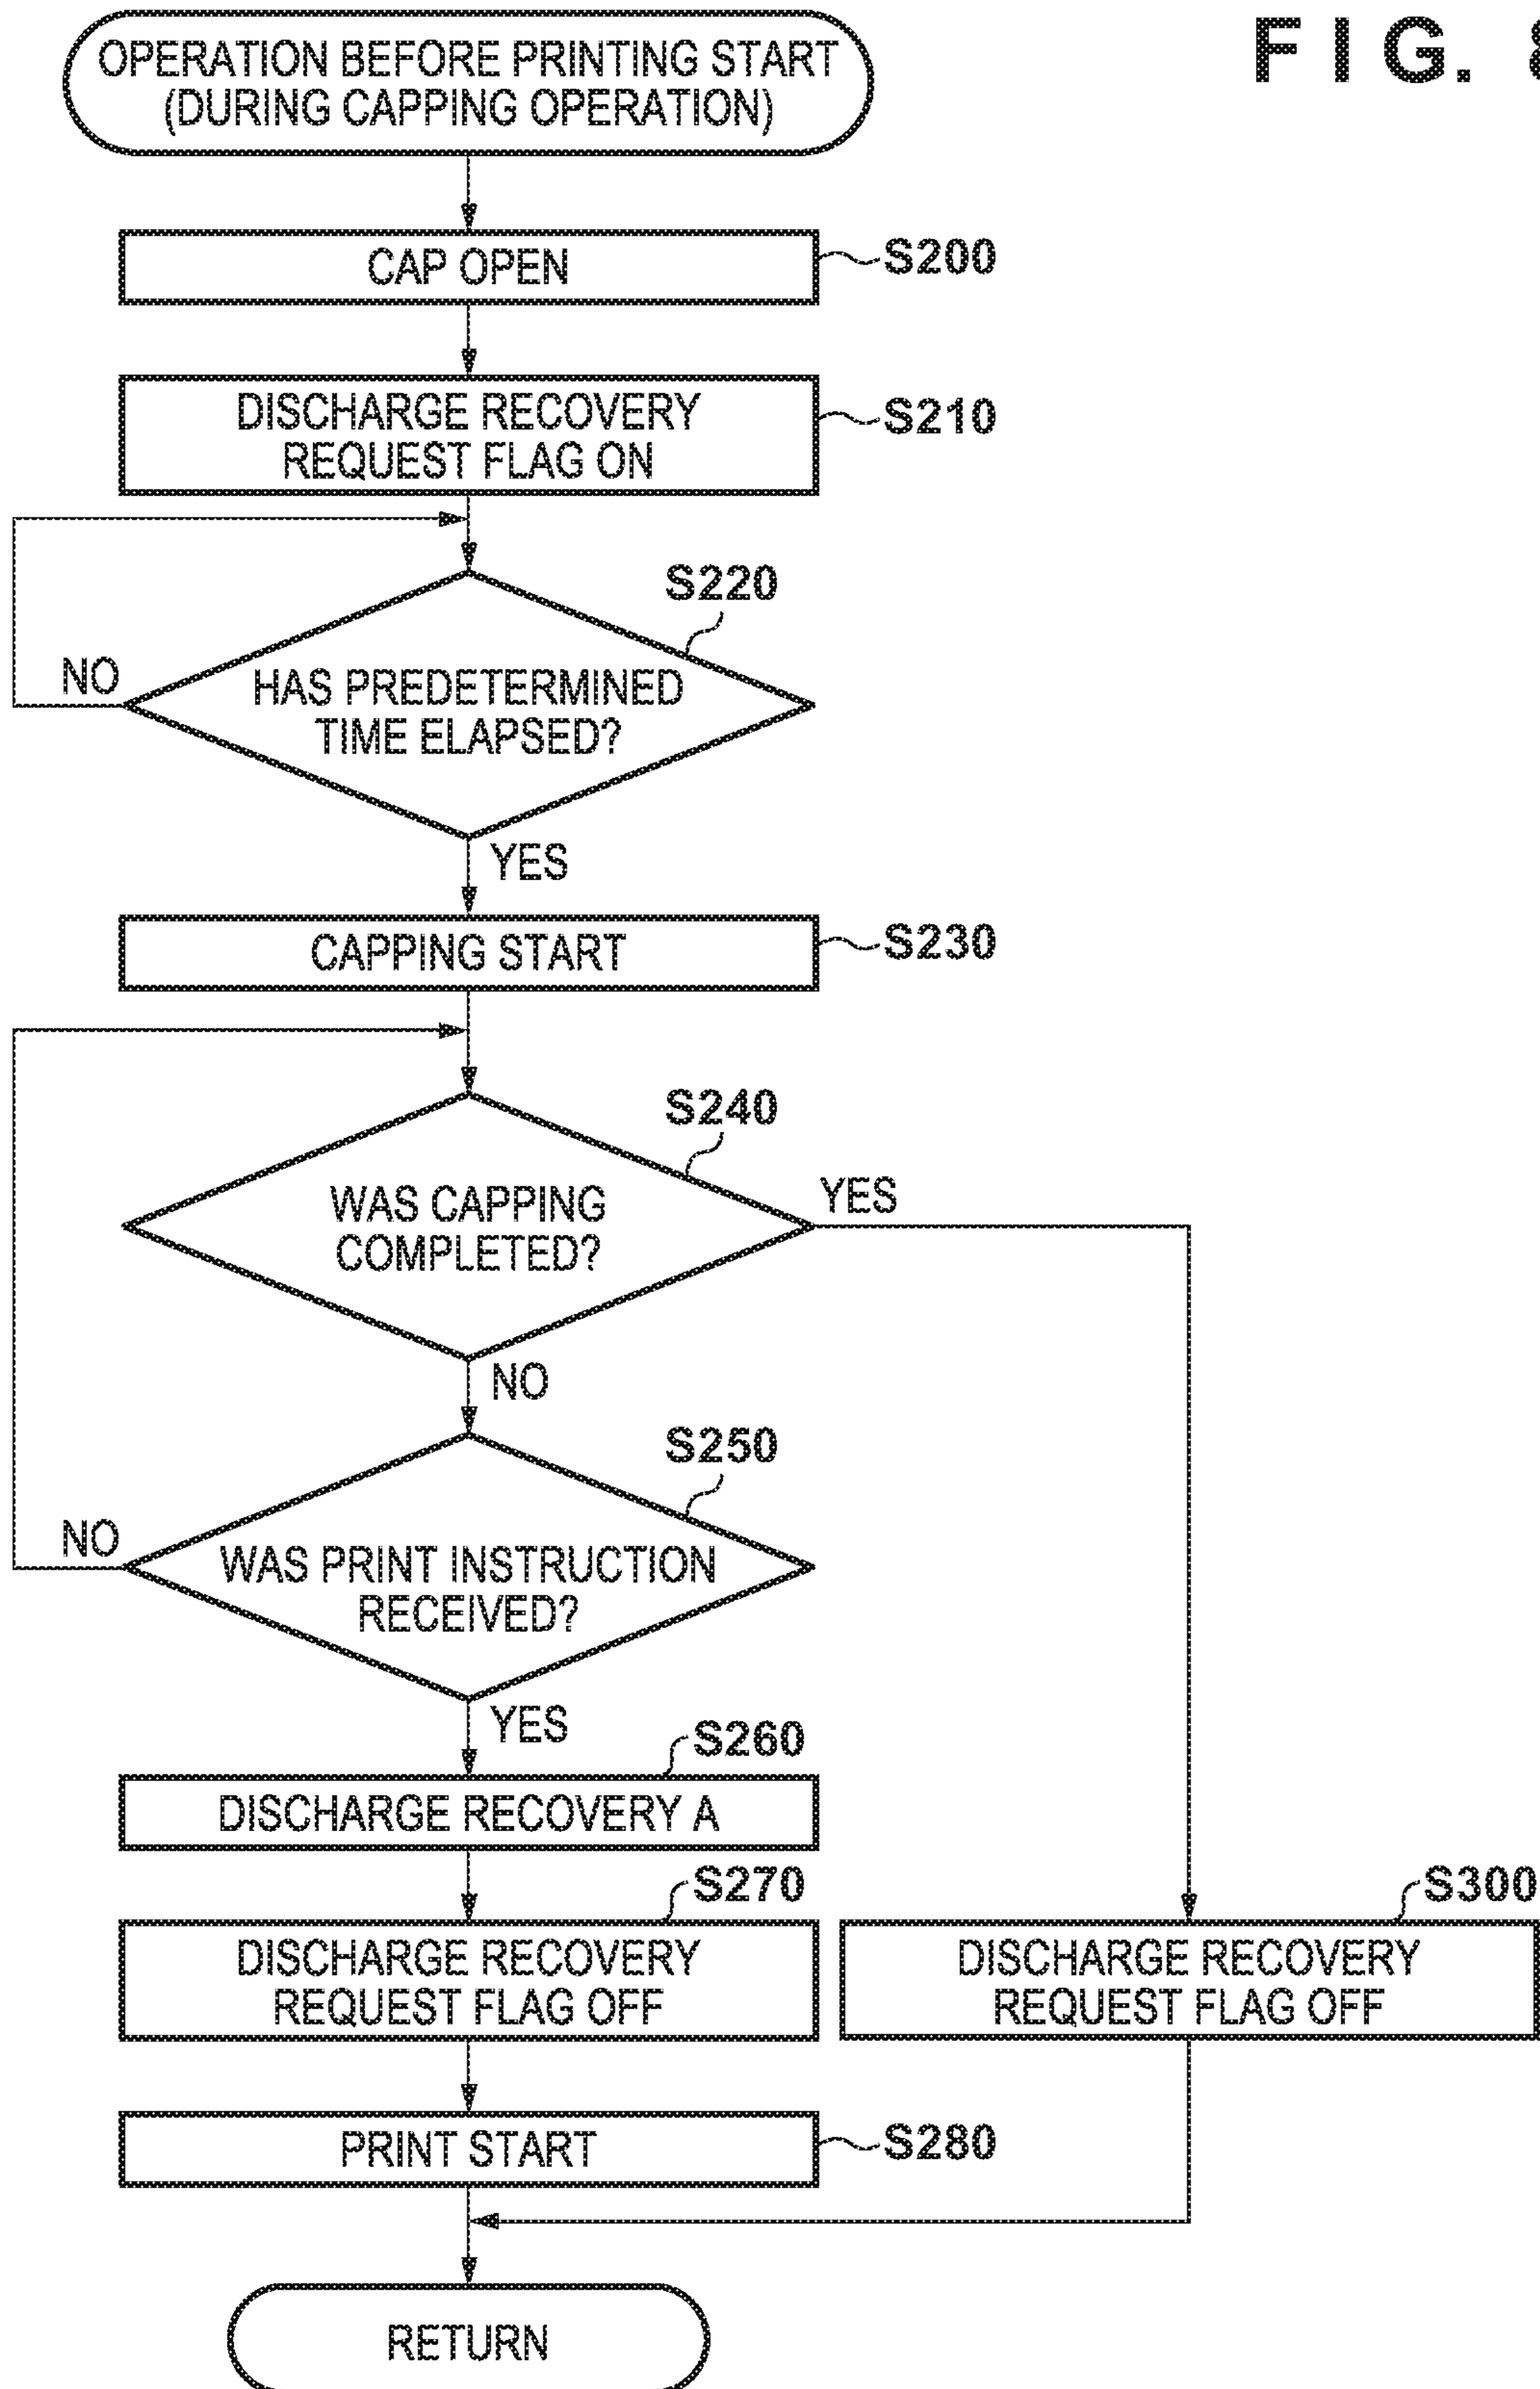 FIG. 8
OPERATION BEFORE PRINTING START
(DURING CAPPING OPERATION)
CAP OPEN
S200
DISCHARGE RECOVERY
REQUEST FLAG ON
S210
S220
NO
HAS PREDETERMINED
TIME ELAPSED?
YES
CAPPING START
S230
S240
YES
WAS CAPPING
COMPLETED?
NO
S250
NO
WAS PRINT INSTRUCTION
RECEIVED?
YES
S260
DISCHARGE RECOVERY A
S270
DISCHARGE RECOVERY
REQUEST FLAG OFF
S300
DISCHARGE RECOVERY
REQUEST FLAG OFF
PRINT START
S280
RETURN